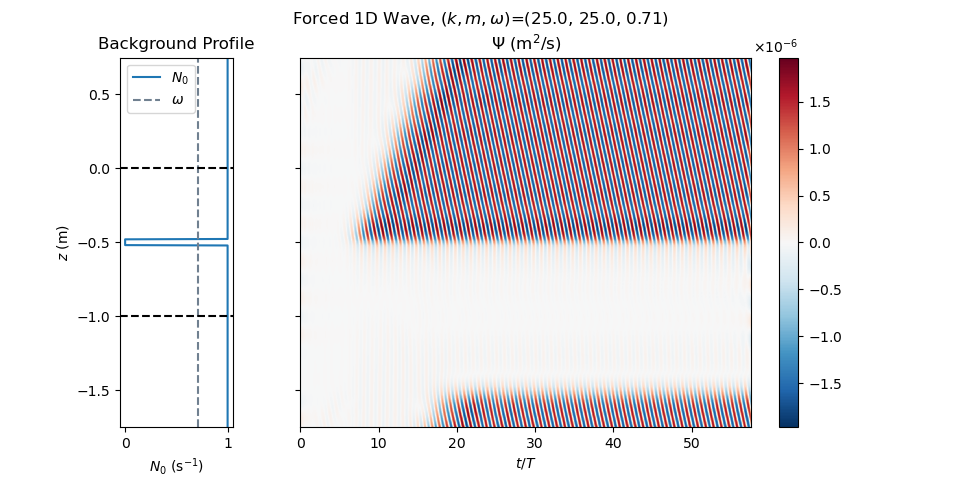 Forced 1D Wave, (k, m, ω)=(25.0, 25.0, 0.71)
Background Profile
Ψ (m²/s)
×10⁻⁶
N₀
ω
0.5
0.0
−0.5
−1.0
−1.5
z (m)
0
1
N₀ (s⁻¹)
0
10
20
30
40
50
t/T
1.5
1.0
0.5
0.0
−0.5
−1.0
−1.5